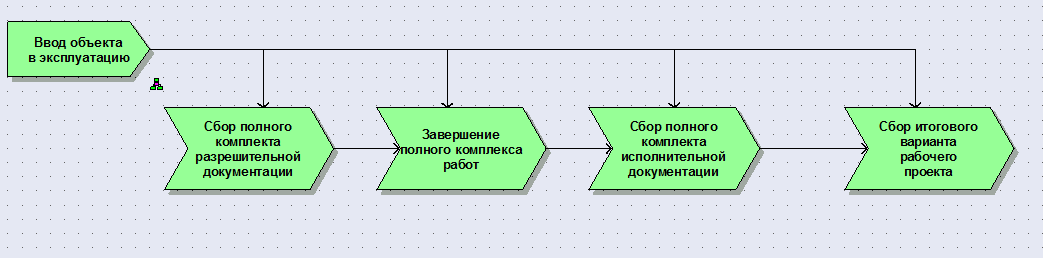 Ввод объекта
в эксплуатацию
Сбор полного
комплекта
разрешительной
документации
Завершение
полного комплекса
работ
Сбор полного
комплекта
исполнительной
документации
Сбор итогового
варианта
рабочего
проекта